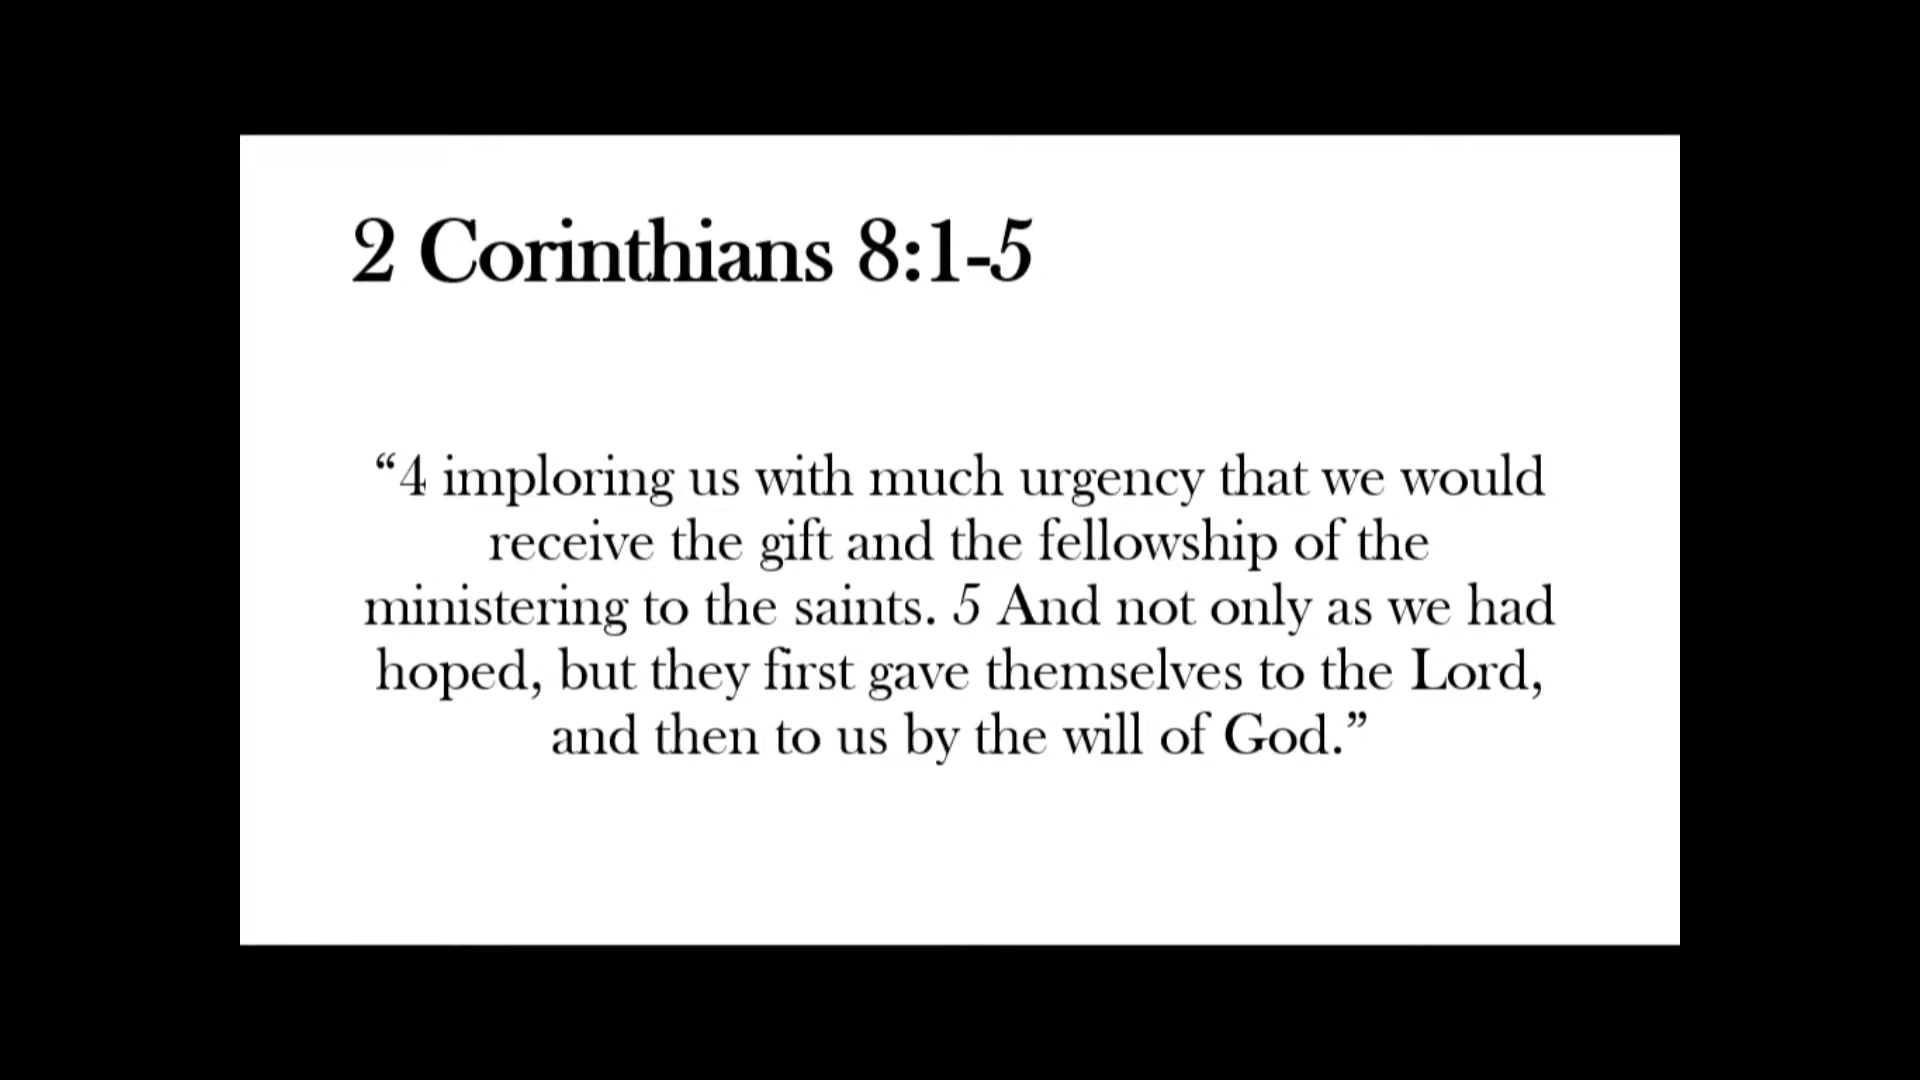 2 Corinthians 8:1-5
“4 imploring us with much urgency that we would
receive the gift and the fellowship of the
ministering to the saints. 5 And not only as we had
hoped, but they first gave themselves to the Lord,
and then to us by the will of God.”